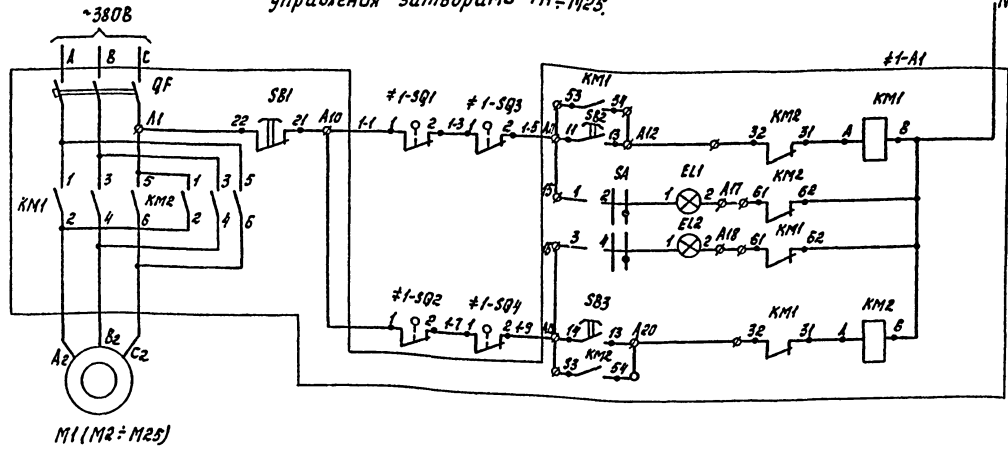 управления затворами М1÷М25.
~380В
N
A B C
QF
≠1-A1
A1
22 SB1 21 A10 1-1 1 ≠1-SQ1 2 1-3 1 ≠1-SQ3 2 1-5
53 KM1 54
11 SB2 13 A12 32 KM2 31 A KM1 B
KM1 1 3 5 KM2 1 3 5
2 4 6 2 4 6
15 1 SA 2 1 EL1 2 A17 61 KM2 62
3 4 1 EL2 2 A18 61 KM1 62
≠1-SQ2 ≠1-SQ4
1 2 1-7 1 2 1-9 14 SB3 13 A20 32 KM1 31 A KM2 Б
53 KM2 54
A2 B2 C2
М1(М2÷М25)